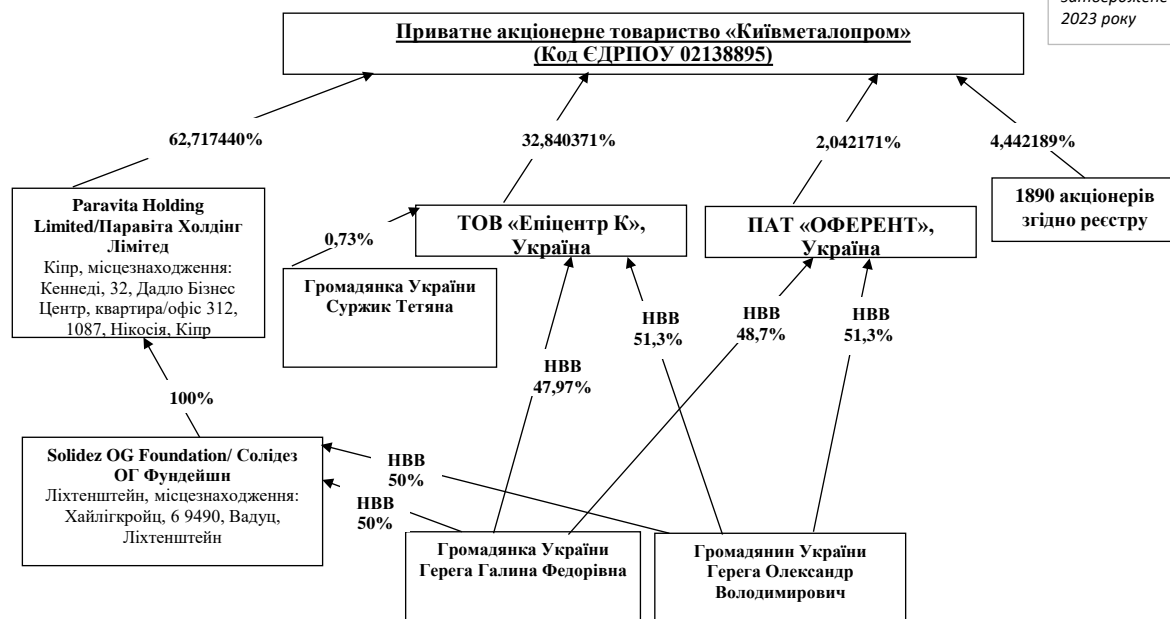 2023 року
Приватне акціонерне товариство «Київметалопром»
(Код ЄДРПОУ 02138895)
62,717440%
32,840371%
2,042171%
4,442189%
Paravita Holding
Limited/Паравіта Холдінг
Лімітед
Кіпр, місцезнаходження:
Кеннеді, 32, Дадло Бізнес
Центр, квартира/офіс 312,
1087, Нікосія, Кіпр
0,73%
ТОВ «Епіцентр К»,
Україна
ПАТ «ОФЕРЕНТ»,
Україна
1890 акціонерів
згідно реєстру
Громадянка України
Суржик Тетяна
НВВ
47,97%
НВВ
51,3%
НВВ
48,7%
НВВ
51,3%
100%
Solidez OG Foundation/ Солідез
ОГ Фундейшн
Ліхтенштейн, місцезнаходження:
Хайлігкройц, 6 9490, Вадуц,
Ліхтенштейн
НВВ
50%
НВВ
50%
Громадянка України
Герега Галина Федорівна
Громадянин України
Герега Олександр
Володимирович